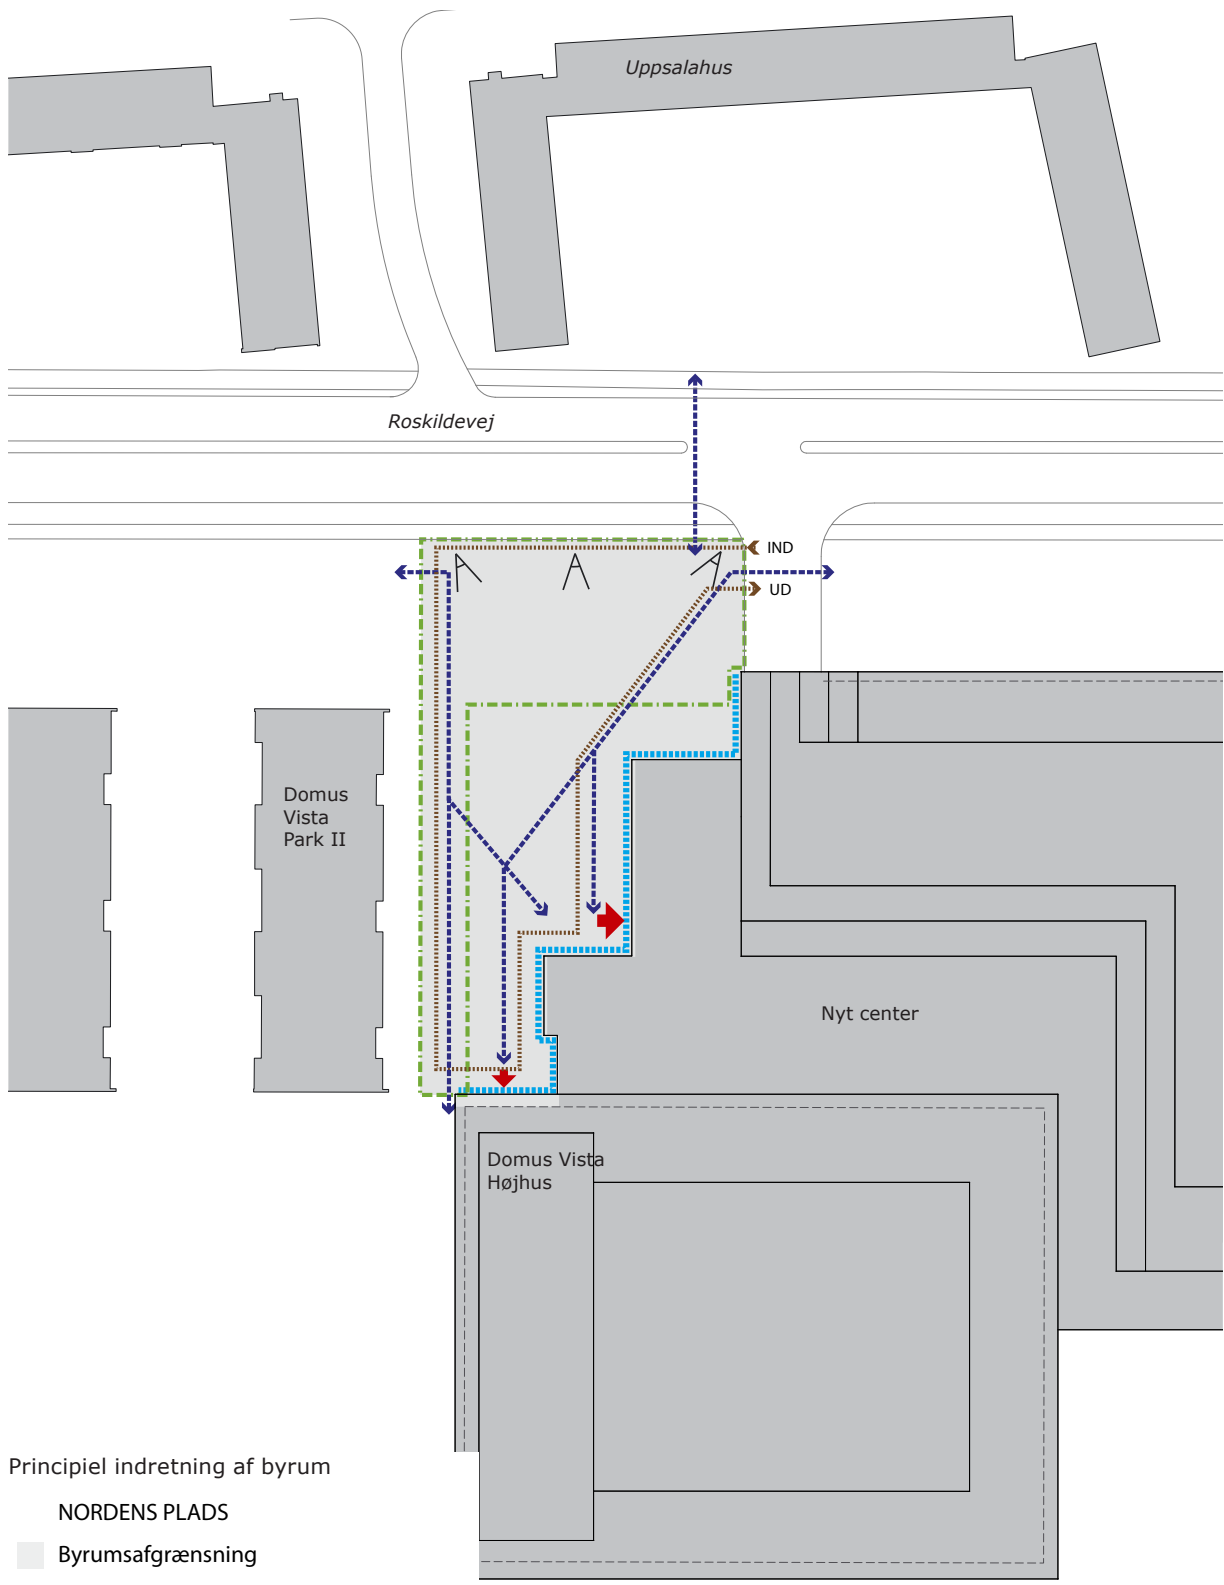 Uppsalahus
Roskildevej
IND
UD
Domus
Vista
Park II
Nyt center
Domus Vista
Højhus
Principiel indretning af byrum
NORDENS PLADS
Byrumsafgrænsning